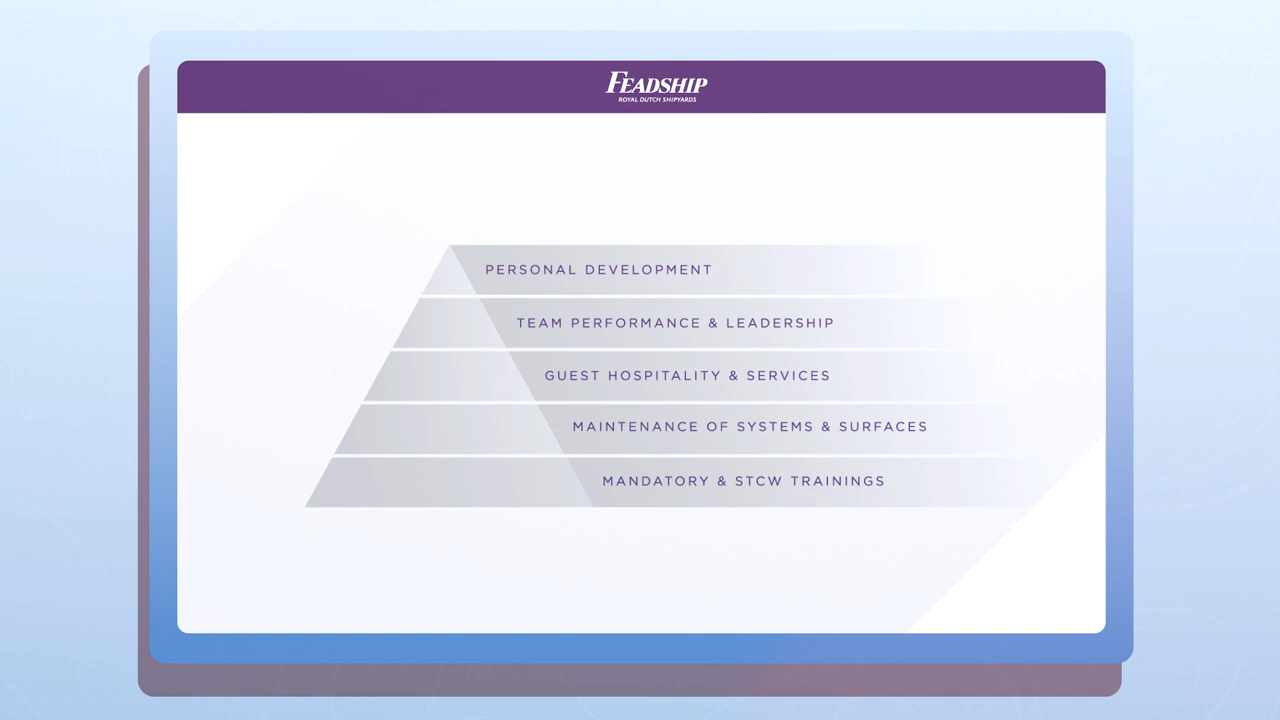 FEADSHIP
ROYAL DUTCH SHIPYARDS
PERSONAL DEVELOPMENT
TEAM PERFORMANCE & LEADERSHIP
GUEST HOSPITALITY & SERVICES
MAINTENANCE OF SYSTEMS & SURFACES
MANDATORY & STCW TRAININGS